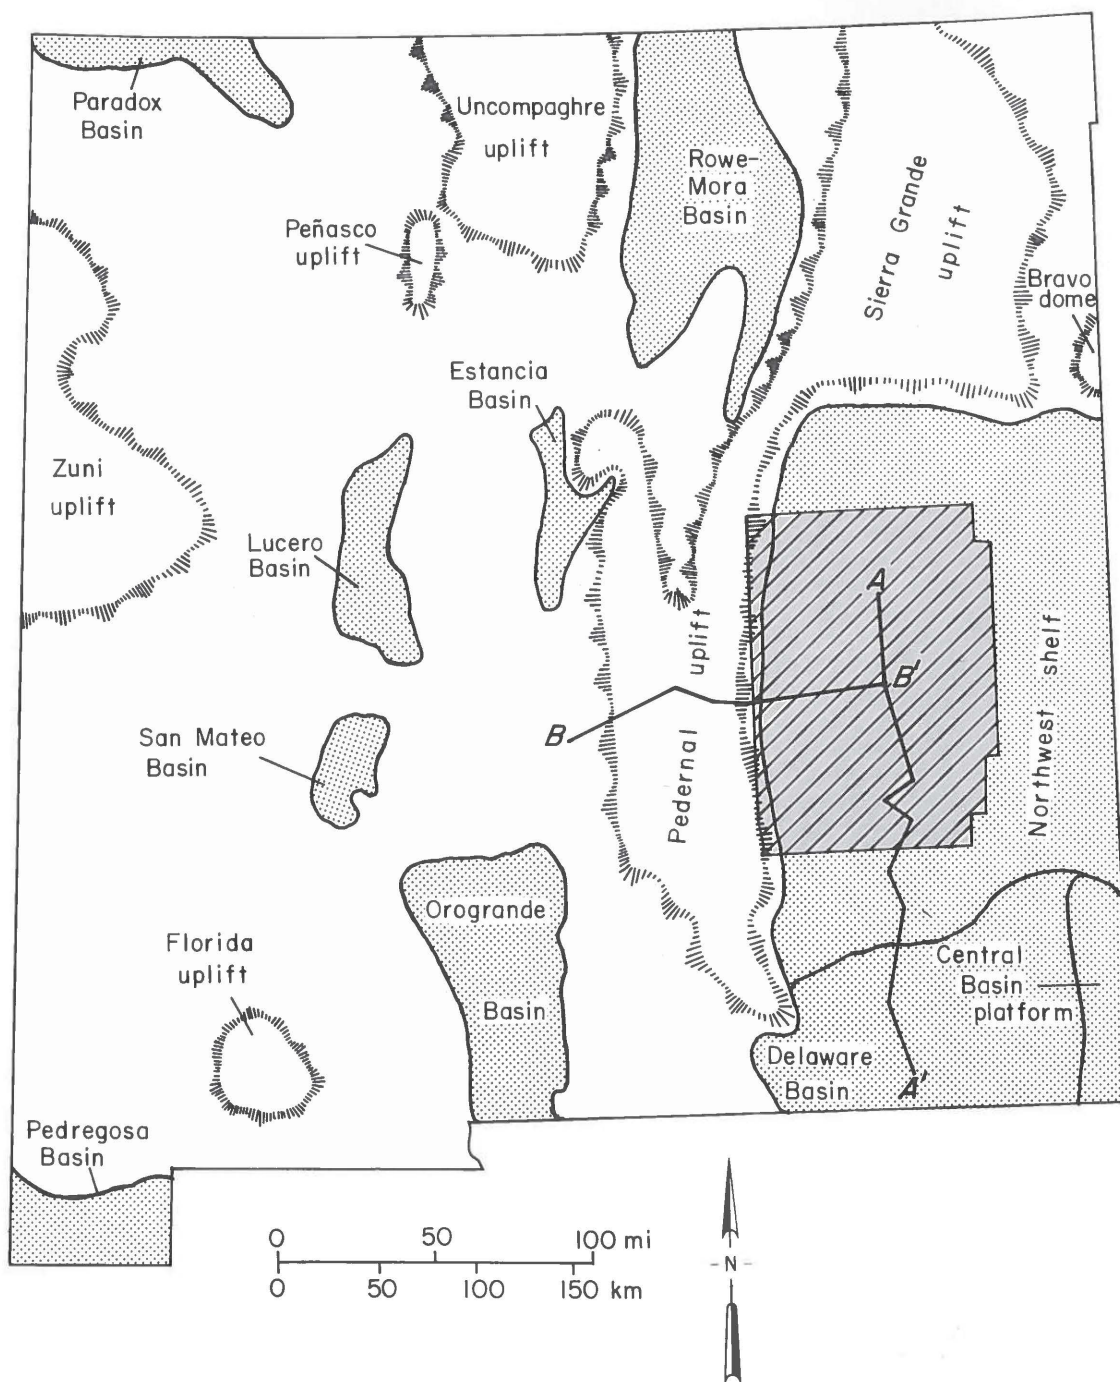 Paradox
Basin
Uncompaghre
uplift
Rowe-
Mora
Basin
Sierra Grande
uplift
Peñasco
uplift
Bravo
dome
Estancia
Basin
Zuni
uplift
Lucero
Basin
A
B'
uplift
Pedernal
B
Northwest shelf
San Mateo
Basin
Orogrande
Basin
Florida
uplift
Central
Basin
platform
Delaware
Basin
A'
Pedregosa
Basin
0 50 100 mi
0 50 100 150 km
N